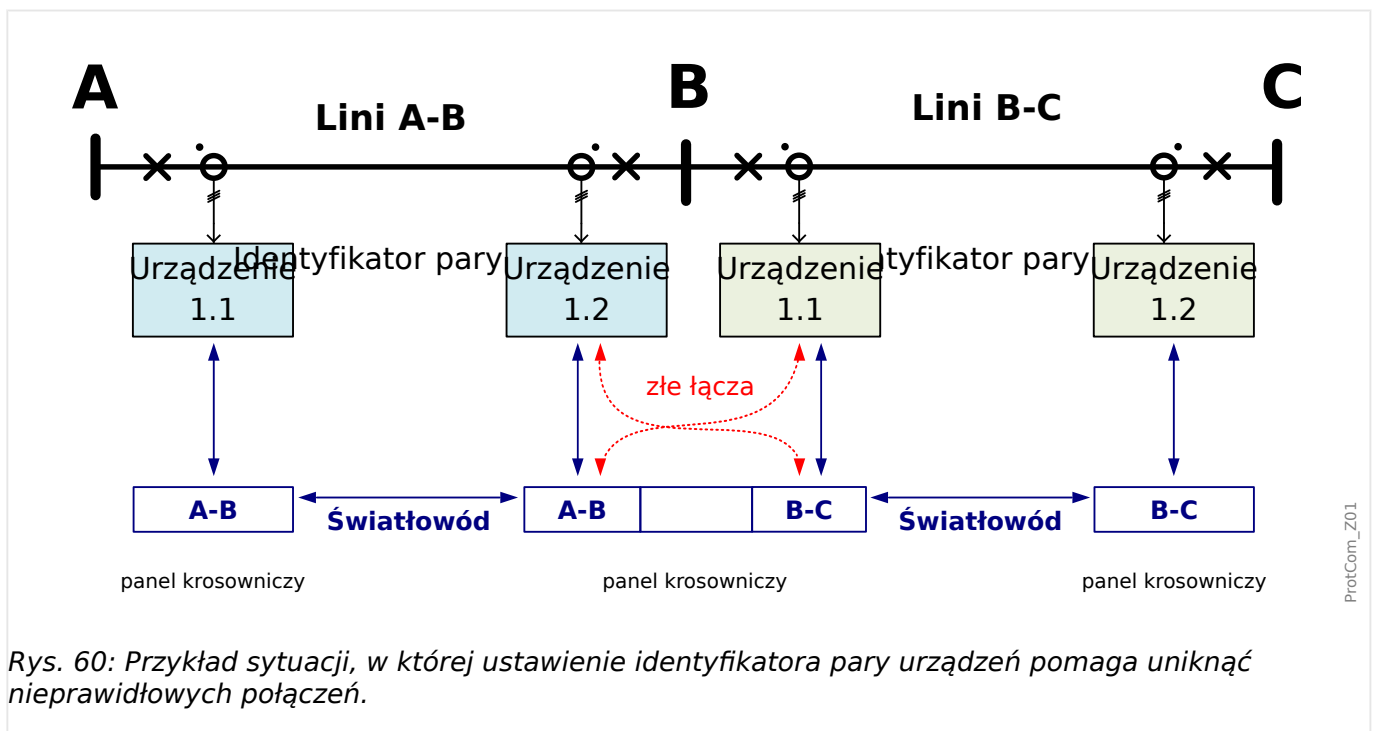 A
B
C
Lini A-B
Lini B-C
Identyfikator pary
tyfikator pary
Urządzenie
1.1
Urządzenie
1.2
Urządzenie
1.1
Urządzenie
1.2
złe łącza
A-B
Światłowód
A-B
B-C
Światłowód
B-C
panel krosowniczy
panel krosowniczy
panel krosowniczy
ProtCom_Z01
Rys. 60: Przykład sytuacji, w której ustawienie identyfikatora pary urządzeń pomaga uniknąć
nieprawidłowych połączeń.